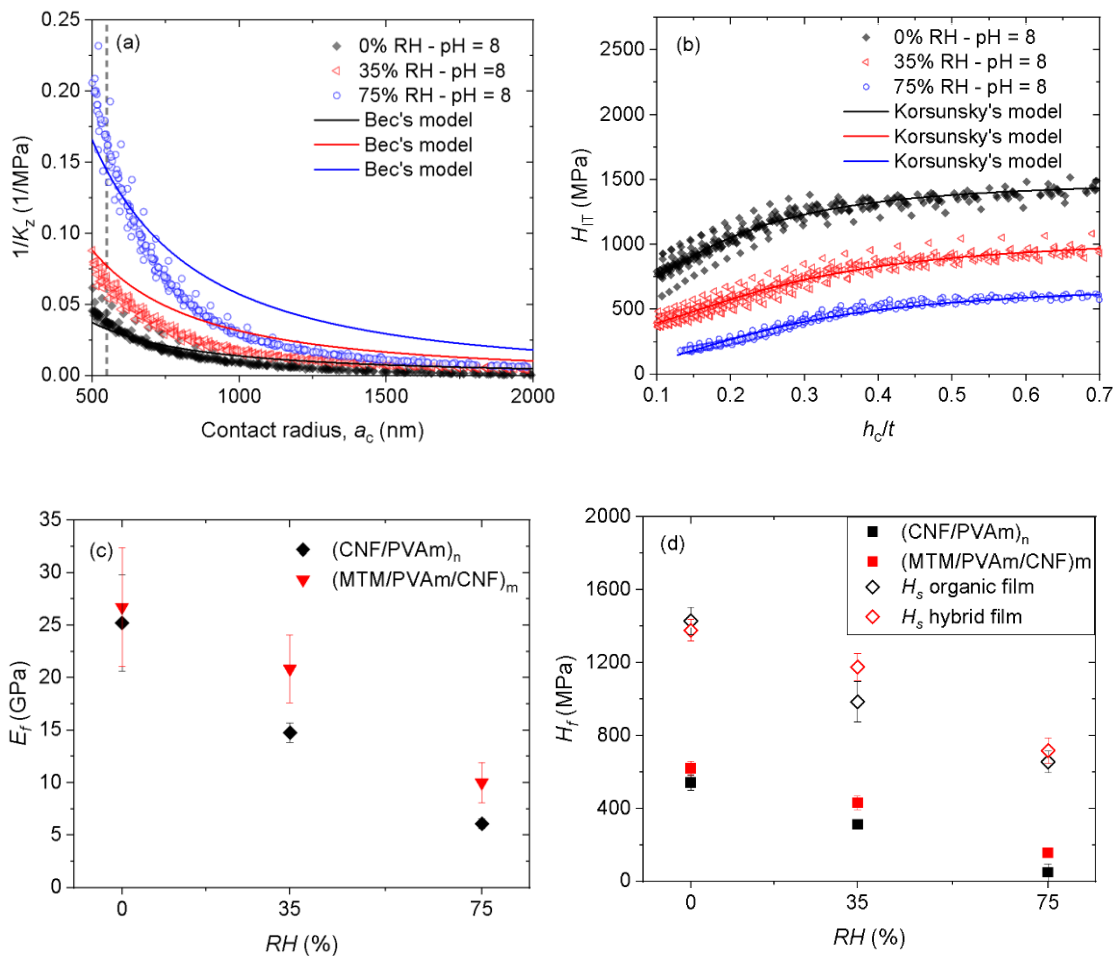 (a)
0% RH - pH = 8
35% RH - pH =8
75% RH - pH = 8
Bec's model
Bec's model
Bec's model
0.25
0.20
0.15
0.10
0.05
0.00
1/Kz (1/MPa)
500
1000
1500
2000
Contact radius, ac (nm)
(b)
0% RH - pH = 8
35% RH - pH = 8
75% RH - pH = 8
Korsunsky's model
Korsunsky's model
Korsunsky's model
2500
2000
1500
1000
500
0
HIT (MPa)
0.1
0.2
0.3
0.4
0.5
0.6
0.7
hc/t
(c)
(CNF/PVAm)n
(MTM/PVAm/CNF)m
35
30
25
20
15
10
5
0
Ef (GPa)
0
35
75
RH (%)
(d)
(CNF/PVAm)n
(MTM/PVAm/CNF)m
Hs organic film
Hs hybrid film
2000
1600
1200
800
400
0
Hf (MPa)
0
35
75
RH (%)